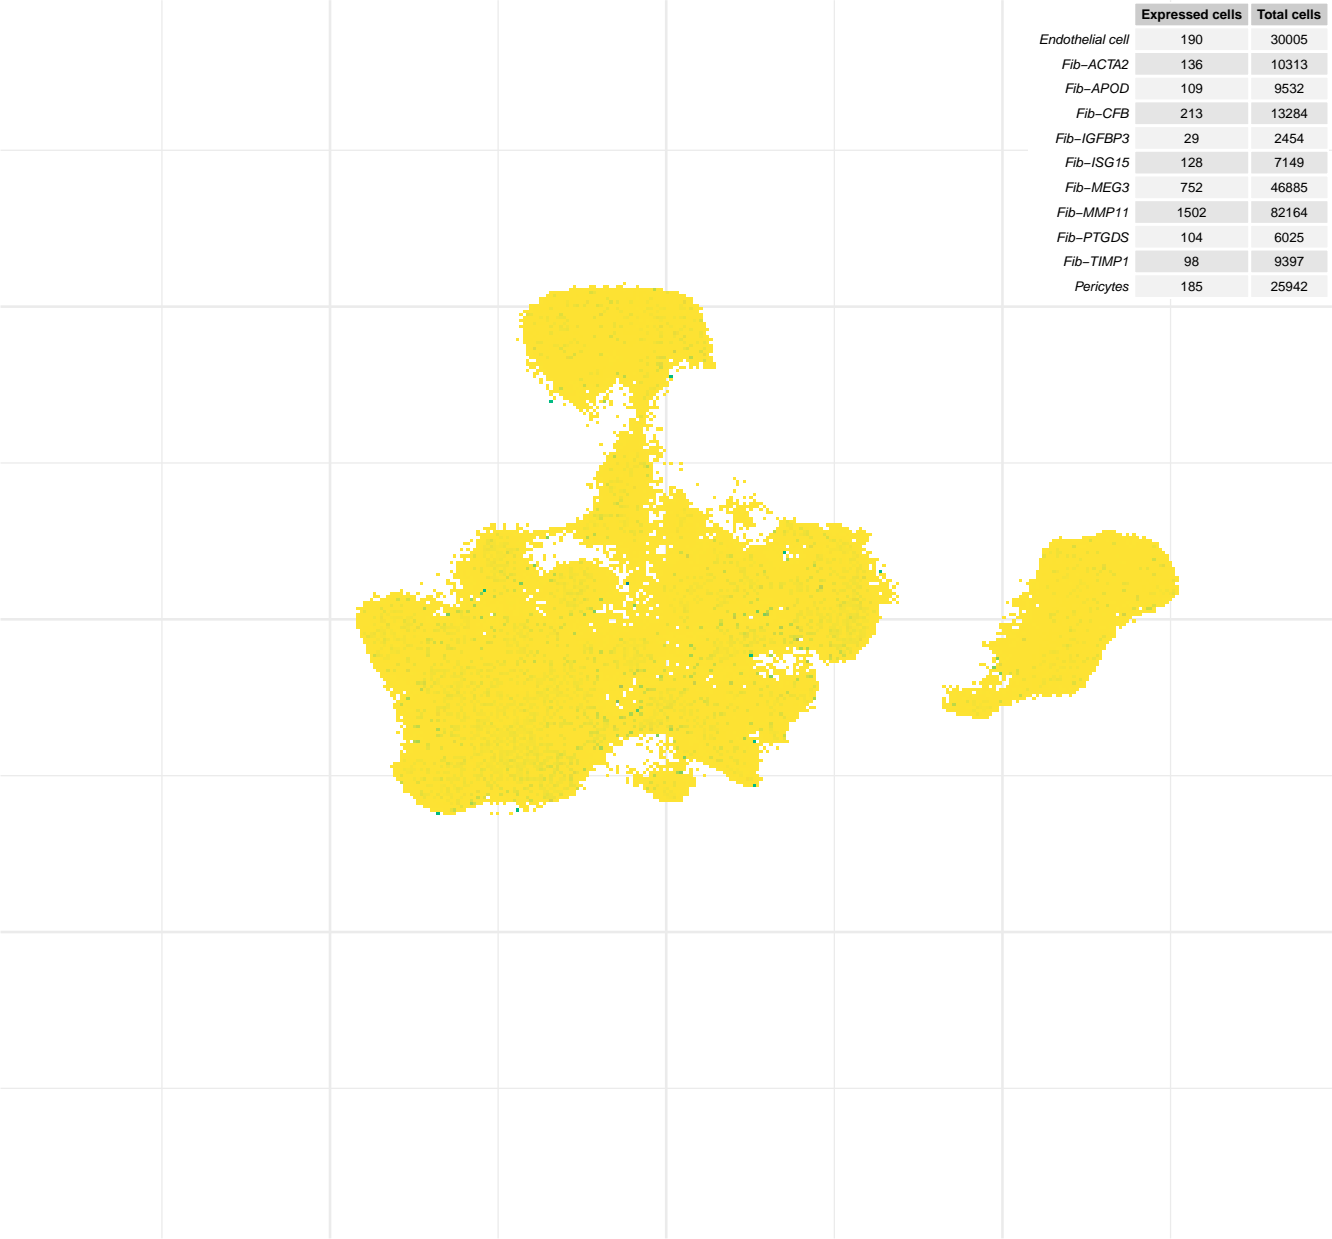 Expressed cells Total cells
Endothelial cell 190 30005
Fib−ACTA2 136 10313
Fib−APOD 109 9532
Fib−CFB 213 13284
Fib−IGFBP3 29 2454
Fib−ISG15 128 7149
Fib−MEG3 752 46885
Fib−MMP11 1502 82164
Fib−PTGDS 104 6025
Fib−TIMP1 98 9397
Pericytes 185 25942